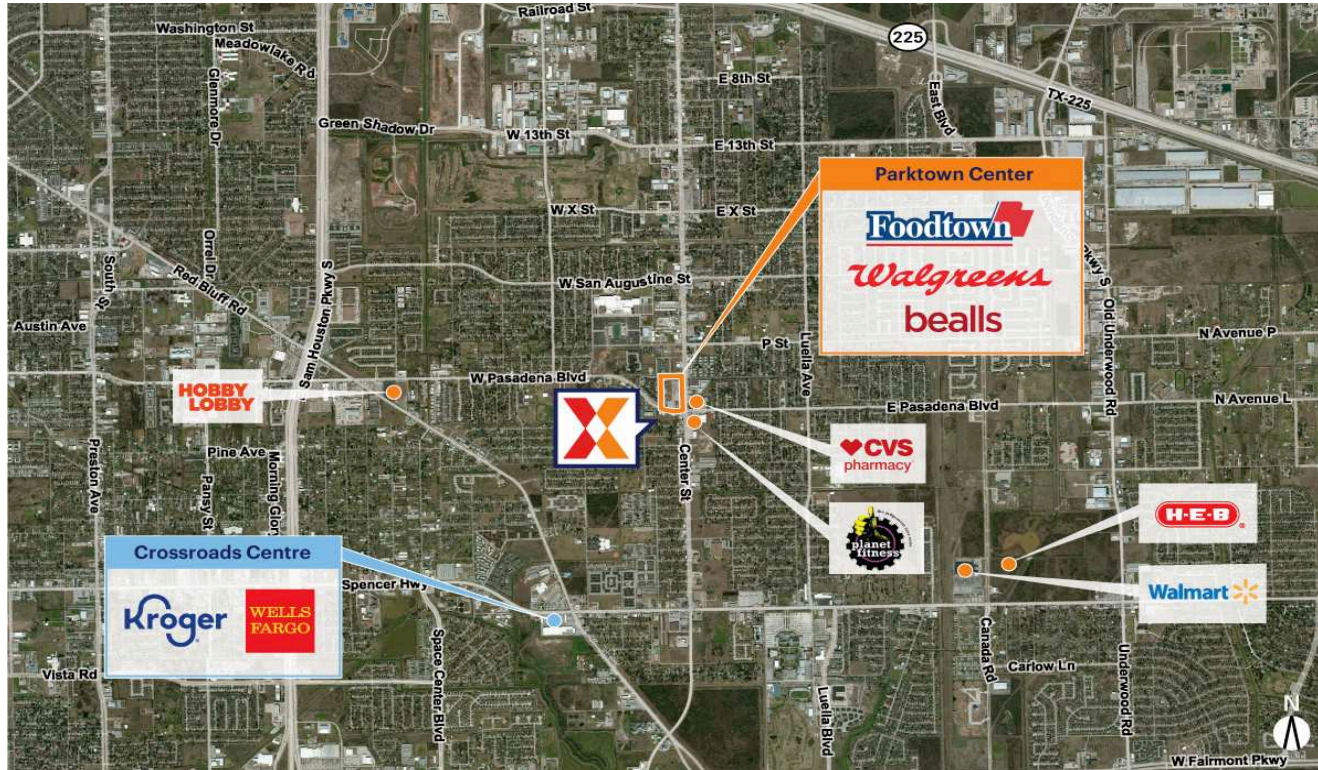 Railroad St
Washington St
Meadowlake Rd
Glenmore Dr
225
TX-225
E 8th St
East Blvd
Green Shadow Dr
W 13th St
E 13th St
Parktown Center
Foodtown
Walgreens
bealls
W X St
E X St
Pkwy S
Orrel Dr
South St
Red Bluff Rd
Sam Houston Pkwy S
W San Augustine St
Austin Ave
P St
Luella Ave
Old Underwood Rd
N Avenue P
HOBBY
LOBBY
W Pasadena Blvd
E Pasadena Blvd
N Avenue L
X
Center St
CVS
pharmacy
Preston Ave
Pine Ave
Pansy St
Morning Glory
planet
fitness
H-E-B
Crossroads Centre
Kroger
WELLS
FARGO
Spencer Hwy
Walmart
Space Center Blvd
Vista Rd
Luella Blvd
Canada Rd
Carlow Ln
Underwood Rd
N
W Fairmont Pkwy